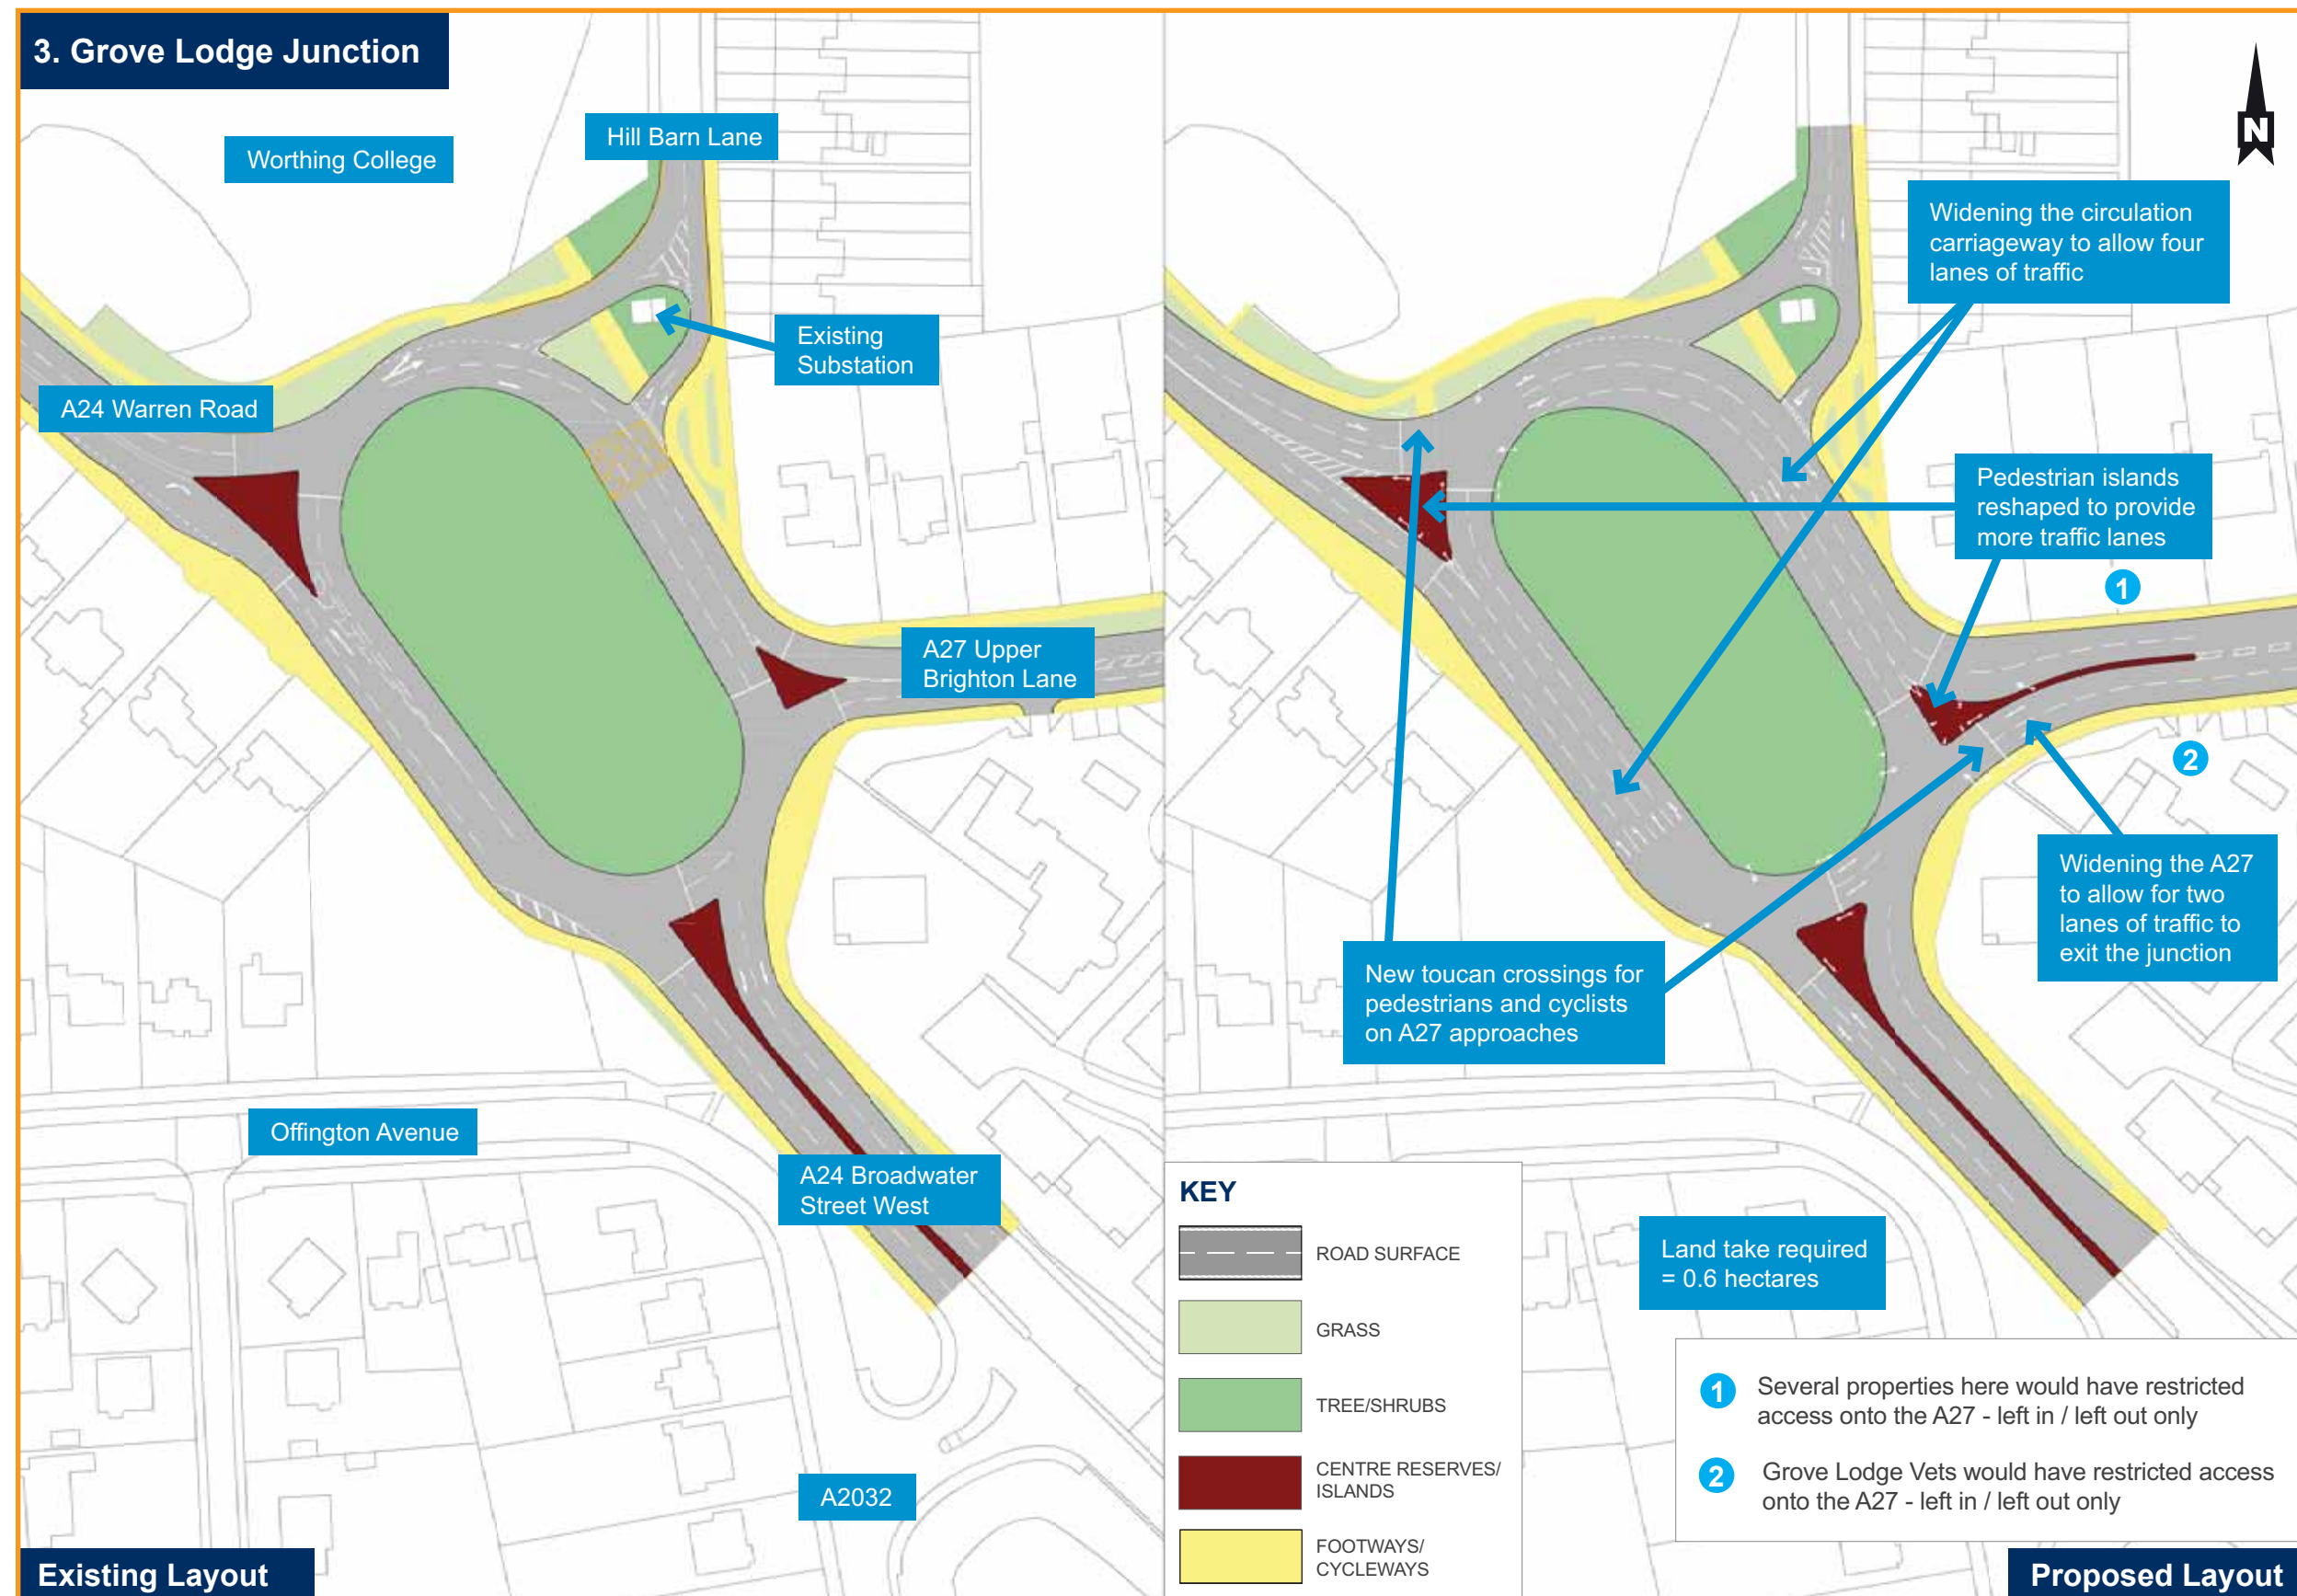 3. Grove Lodge Junction
Worthing College
Hill Barn Lane
Existing
Substation
A24 Warren Road
A27 Upper
Brighton Lane
Offington Avenue
A24 Broadwater
Street West
A2032
Existing Layout
N
Widening the circulation
carriageway to allow four
lanes of traffic
Pedestrian islands
reshaped to provide
more traffic lanes
1
2
Widening the A27
to allow for two
lanes of traffic to
exit the junction
New toucan crossings for
pedestrians and cyclists
on A27 approaches
KEY
ROAD SURFACE
GRASS
TREE/SHRUBS
CENTRE RESERVES/
ISLANDS
FOOTWAYS/
CYCLEWAYS
Land take required
= 0.6 hectares
1 Several properties here would have restricted
access onto the A27 - left in / left out only
2 Grove Lodge Vets would have restricted access
onto the A27 - left in / left out only
Proposed Layout